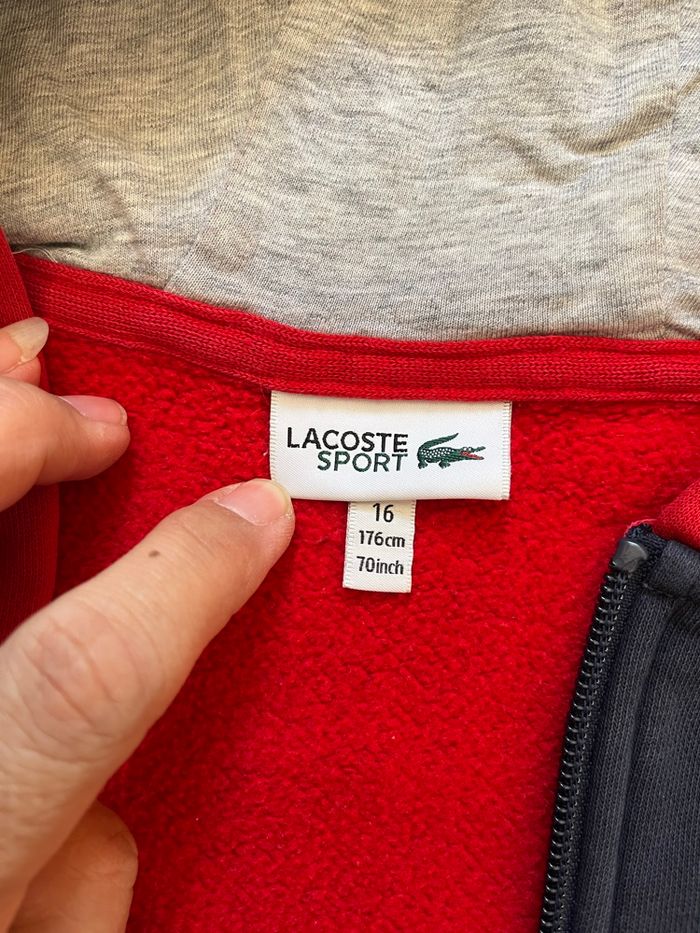 LACOSTE
SPORT
16
176cm
70inch